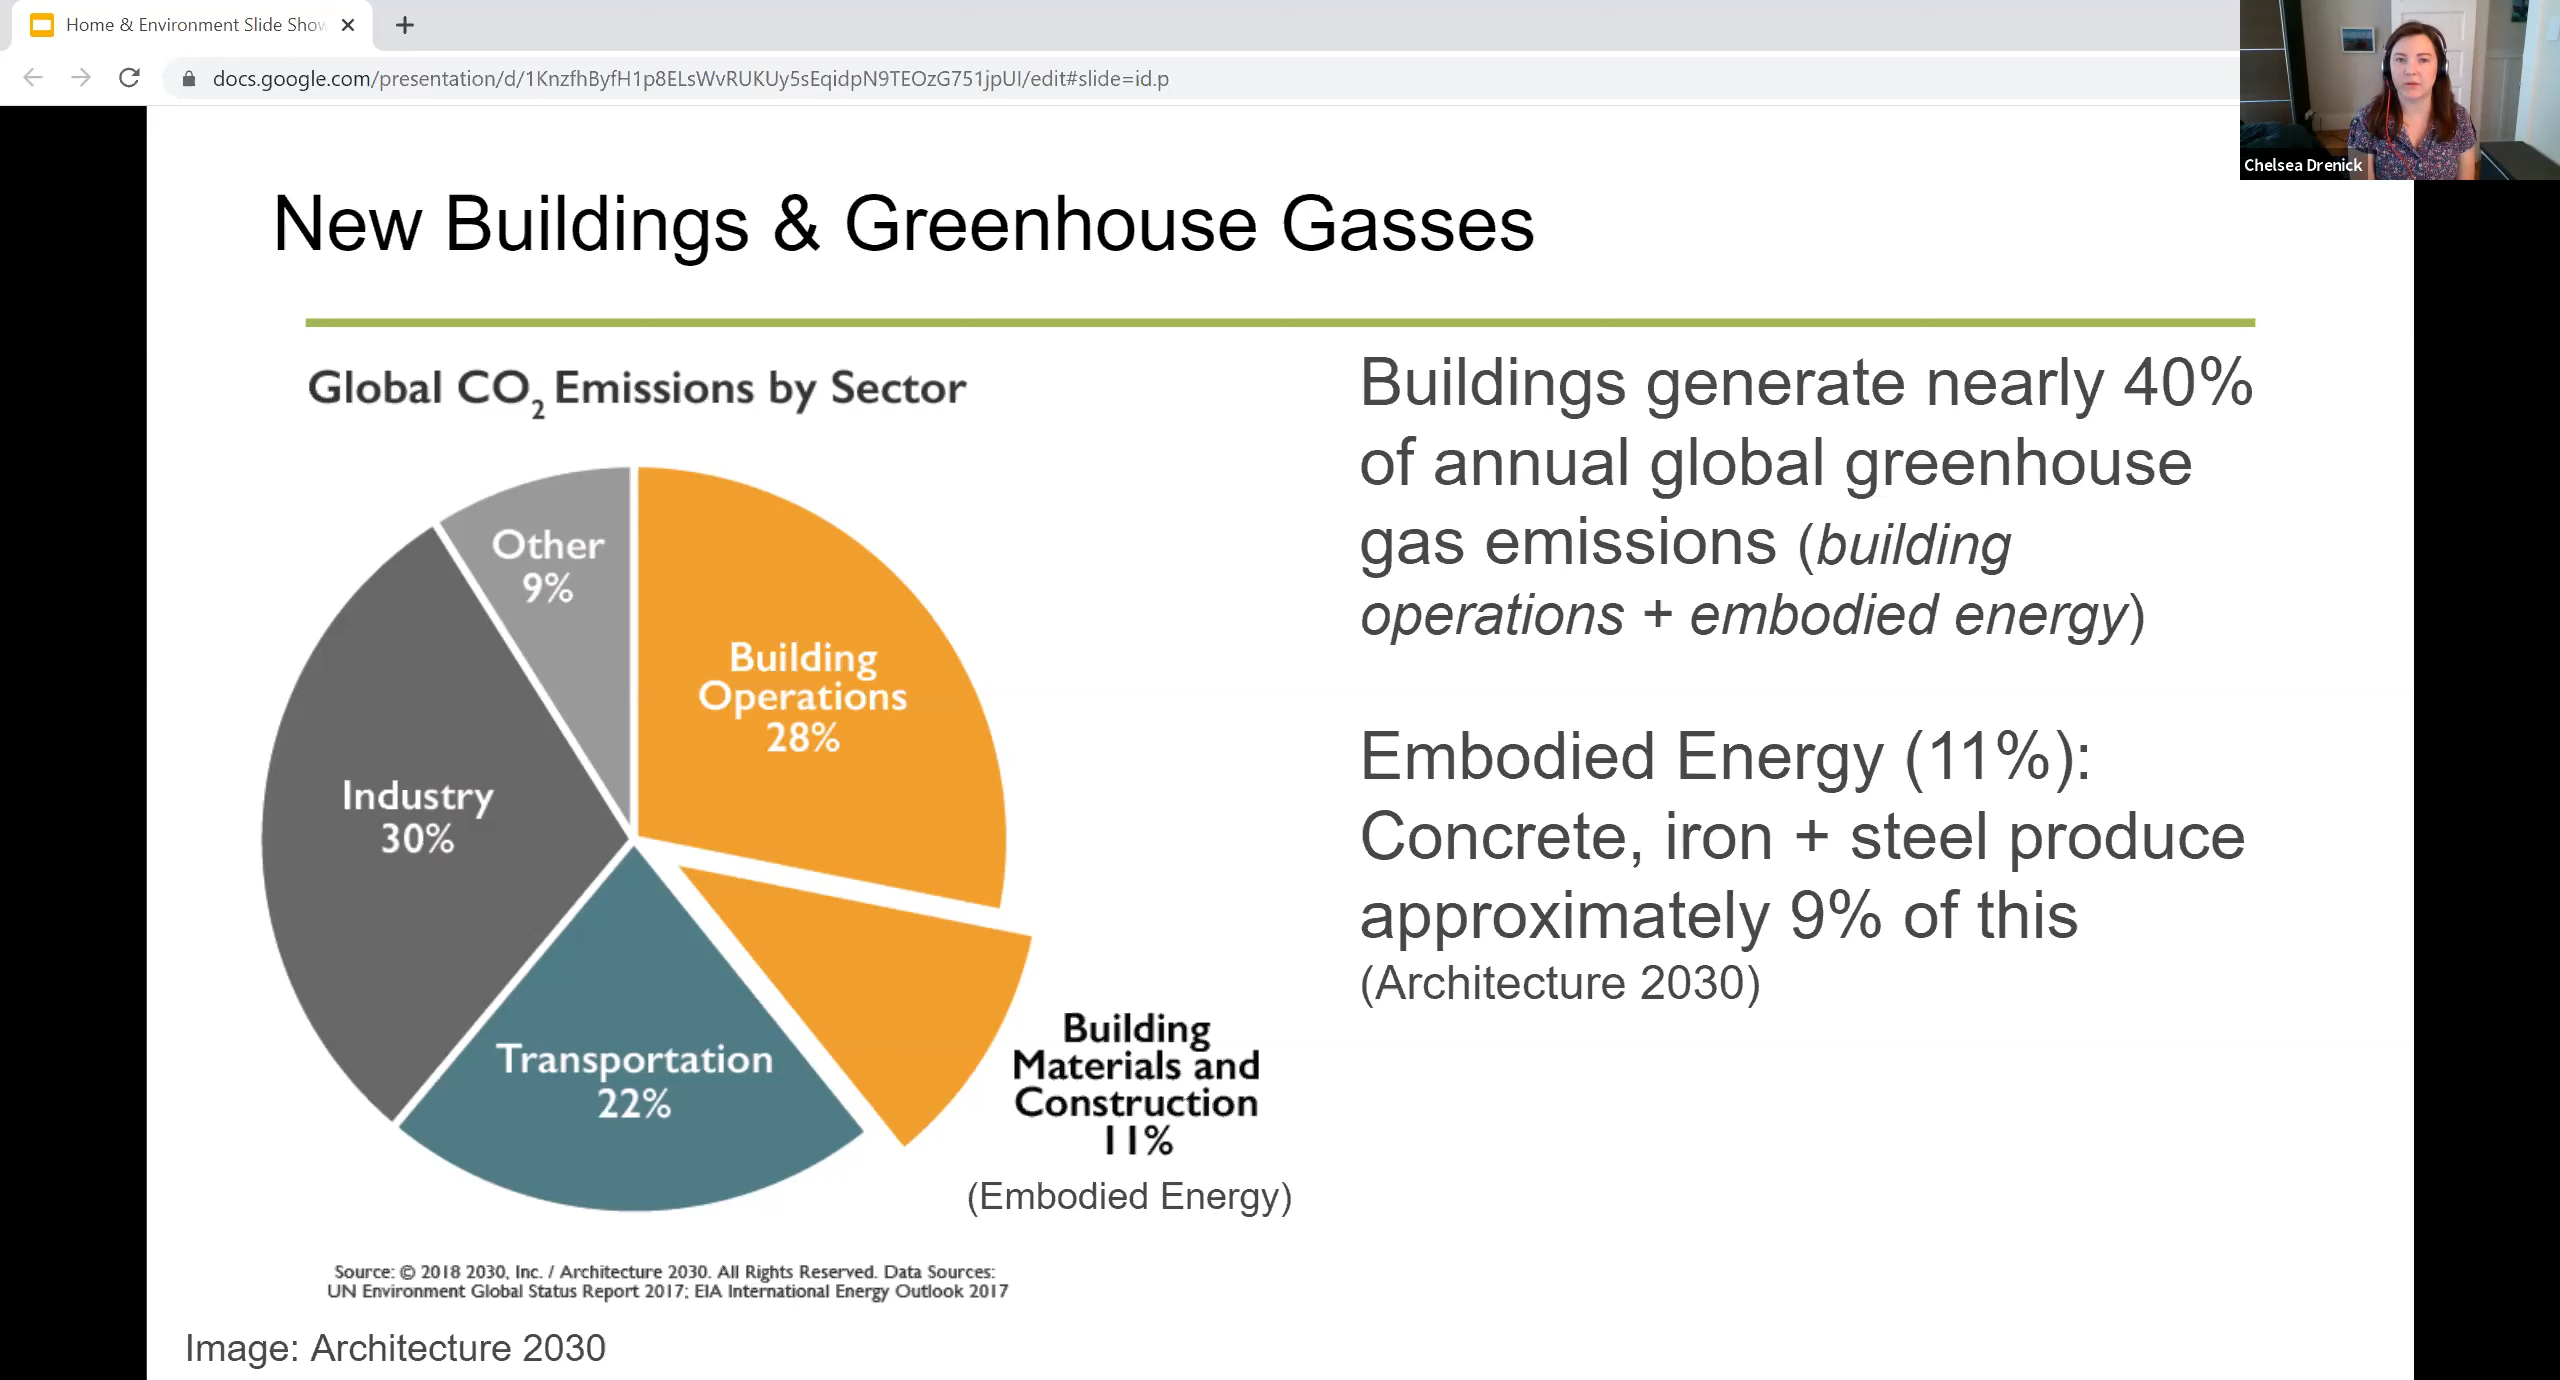 Home & Environment Slide Show
docs.google.com/presentation/d/1KnzfhByfH1p8ELsWvRUKUy5sEqidpN9TEOzG751jpUI/edit#slide=id.p
Chelsea Drenick
New Buildings & Greenhouse Gasses
Global CO2 Emissions by Sector
Other
9%
Building
Operations
28%
Industry
30%
Transportation
22%
Building
Materials and
Construction
11%
(Embodied Energy)
Source: © 2018 2030, Inc. / Architecture 2030. All Rights Reserved. Data Sources:
UN Environment Global Status Report 2017; EIA International Energy Outlook 2017
Image: Architecture 2030
Buildings generate nearly 40%
of annual global greenhouse
gas emissions (building
operations + embodied energy)
Embodied Energy (11%):
Concrete, iron + steel produce
approximately 9% of this
(Architecture 2030)